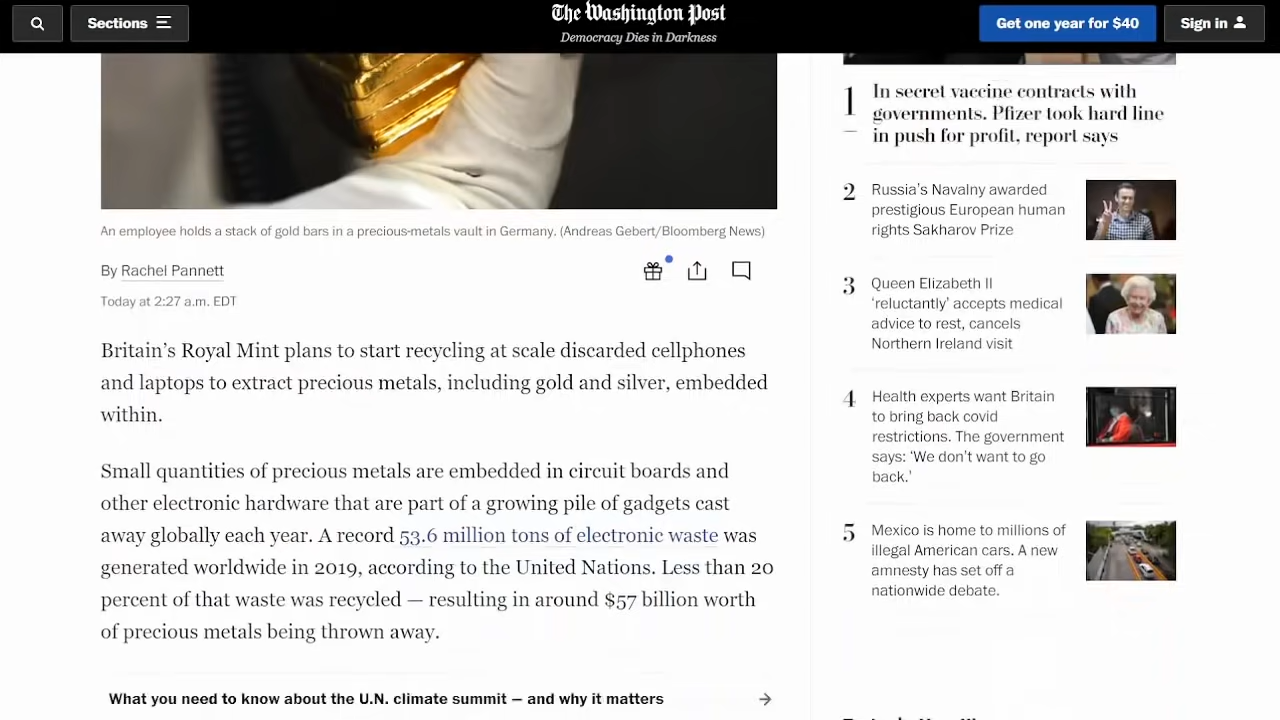 Sections
The Washington Post
Democracy Dies in Darkness
Get one year for $40
Sign in
An employee holds a stack of gold bars in a precious-metals vault in Germany. (Andreas Gebert/Bloomberg News)
By Rachel Pannett
Today at 2:27 a.m. EDT
Britain’s Royal Mint plans to start recycling at scale discarded cellphones
and laptops to extract precious metals, including gold and silver, embedded
within.
Small quantities of precious metals are embedded in circuit boards and
other electronic hardware that are part of a growing pile of gadgets cast
away globally each year. A record 53.6 million tons of electronic waste was
generated worldwide in 2019, according to the United Nations. Less than 20
percent of that waste was recycled — resulting in around $57 billion worth
of precious metals being thrown away.
What you need to know about the U.N. climate summit — and why it matters
1
In secret vaccine contracts with
governments, Pfizer took hard line
in push for profit, report says
2
Russia’s Navalny awarded
prestigious European human
rights Sakharov Prize
3
Queen Elizabeth II
‘reluctantly’ accepts medical
advice to rest, cancels
Northern Ireland visit
4
Health experts want Britain
to bring back covid
restrictions. The government
says: ‘We don’t want to go
back.’
5
Mexico is home to millions of
illegal American cars. A new
amnesty has set off a
nationwide debate.